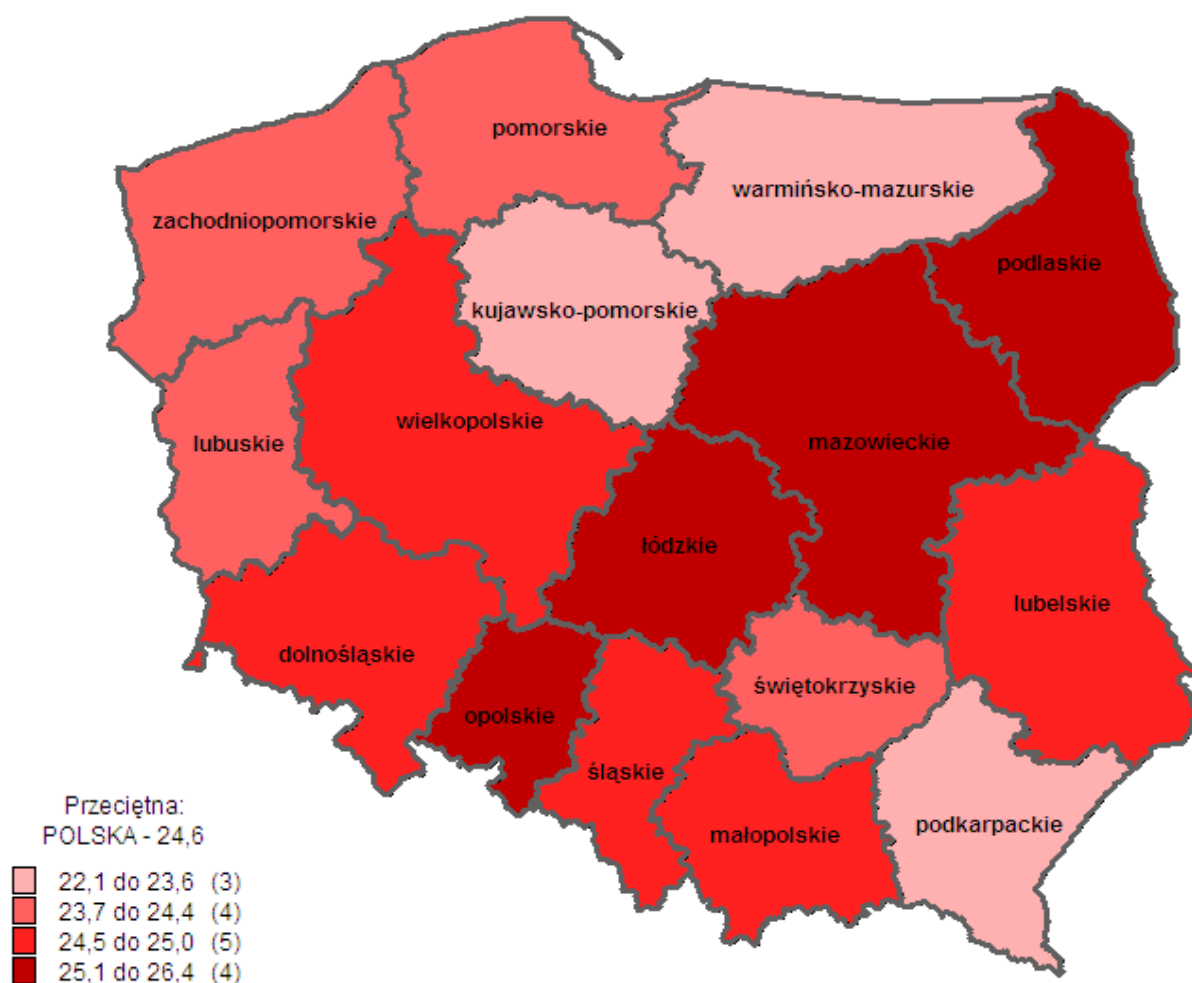 pomorskie
warmińsko-mazurskie
zachodniopomorskie
podlaskie
kujawsko-pomorskie
wielkopolskie
lubuskie
mazowieckie
łódzkie
lubelskie
dolnośląskie
świętokrzyskie
opolskie
śląskie
małopolskie
podkarpackie
Przeciętna:
POLSKA - 24,6
22,1 do 23,6 (3)
23,7 do 24,4 (4)
24,5 do 25,0 (5)
25,1 do 26,4 (4)